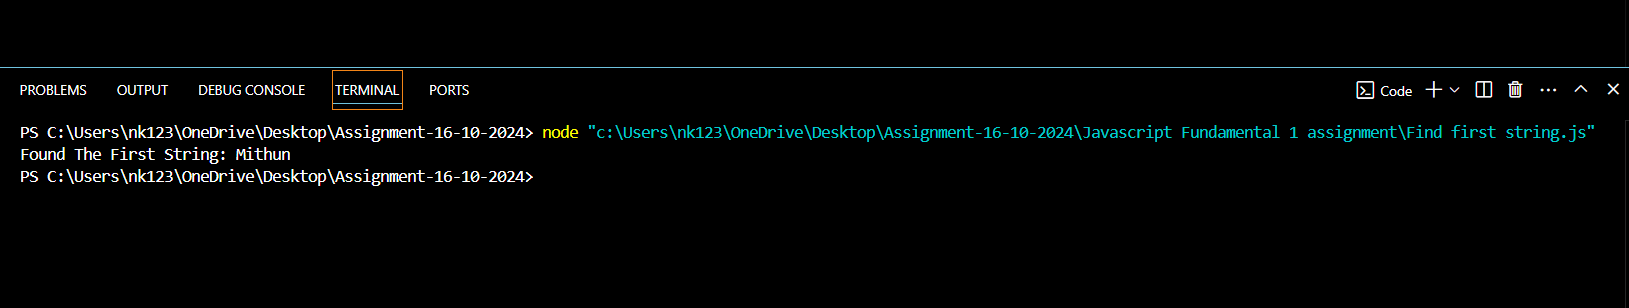 PROBLEMS OUTPUT DEBUG CONSOLE TERMINAL PORTS Code
PS C:\Users\nk123\OneDrive\Desktop\Assignment-16-10-2024> node "c:\Users\nk123\OneDrive\Desktop\Assignment-16-10-2024\Javascript Fundamental 1 assignment\Find first string.js"
Found The First String: Mithun
PS C:\Users\nk123\OneDrive\Desktop\Assignment-16-10-2024>